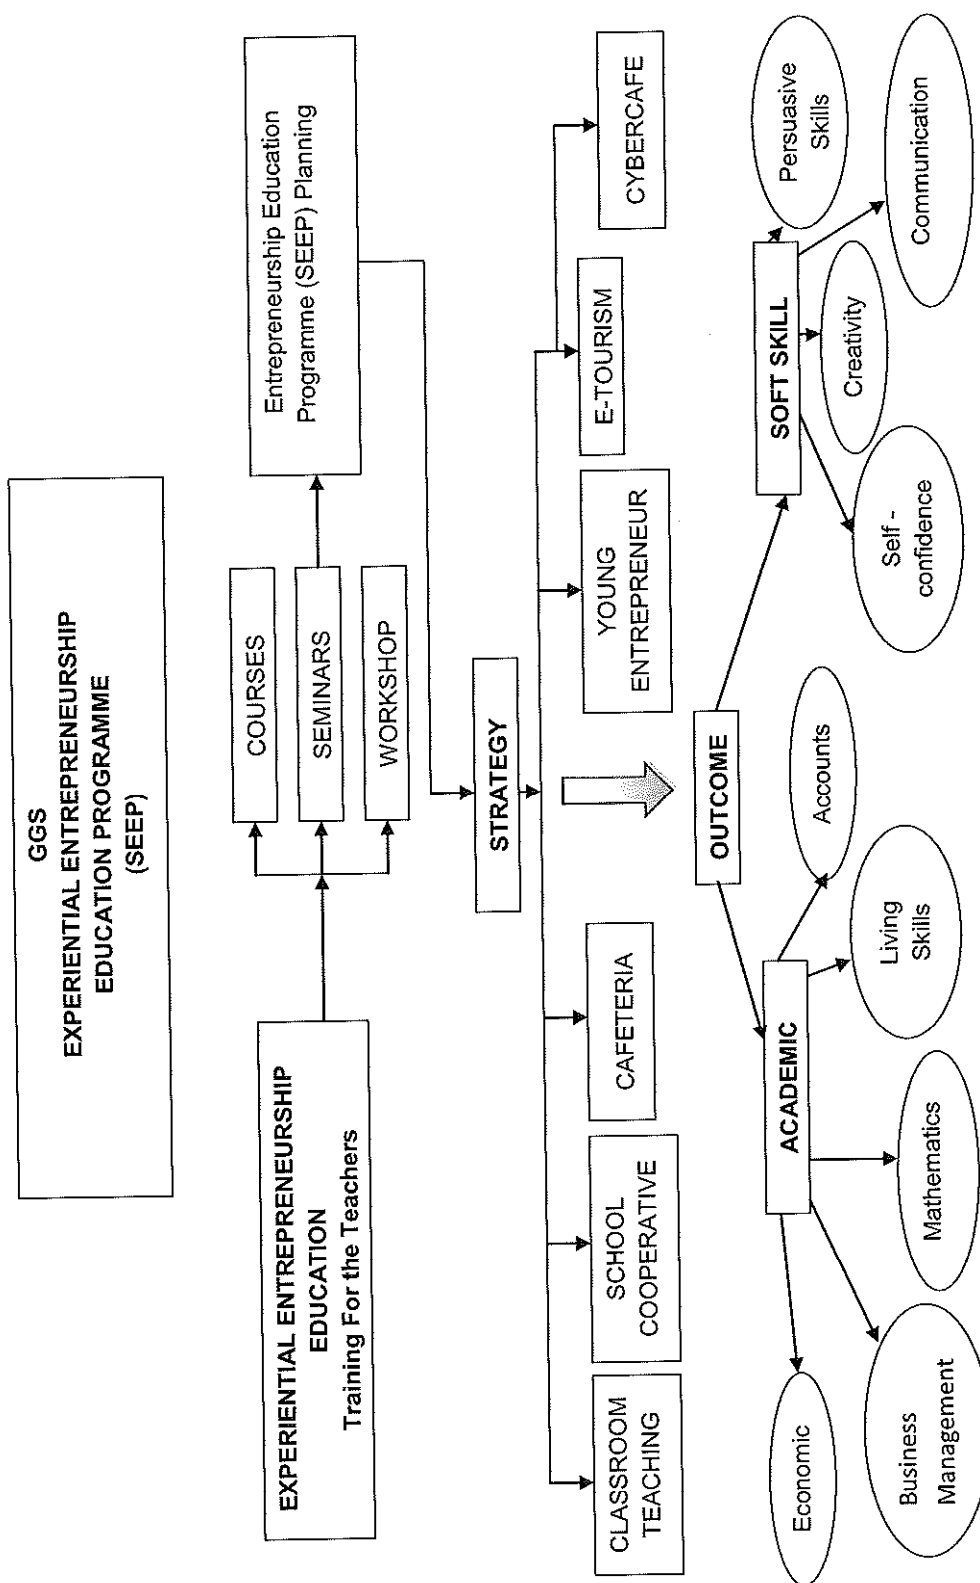 GGS
EXPERIENTIAL ENTREPRENEURSHIP
EDUCATION PROGRAMME
(SEEP)
EXPERIENTIAL ENTREPRENEURSHIP
EDUCATION
Training For the Teachers
COURSES
SEMINARS
WORKSHOP
Entrepreneurship Education
Programme (SEEP) Planning
STRATEGY
CLASSROOM
TEACHING
SCHOOL
COOPERATIVE
CAFETERIA
YOUNG
ENTREPRENEUR
E-TOURISM
CYBERCAFE
OUTCOME
ACADEMIC
Economic
Business
Management
Mathematics
Living
Skills
Accounts
SOFT SKILL
Self -
confidence
Creativity
Communication
Persuasive
Skills